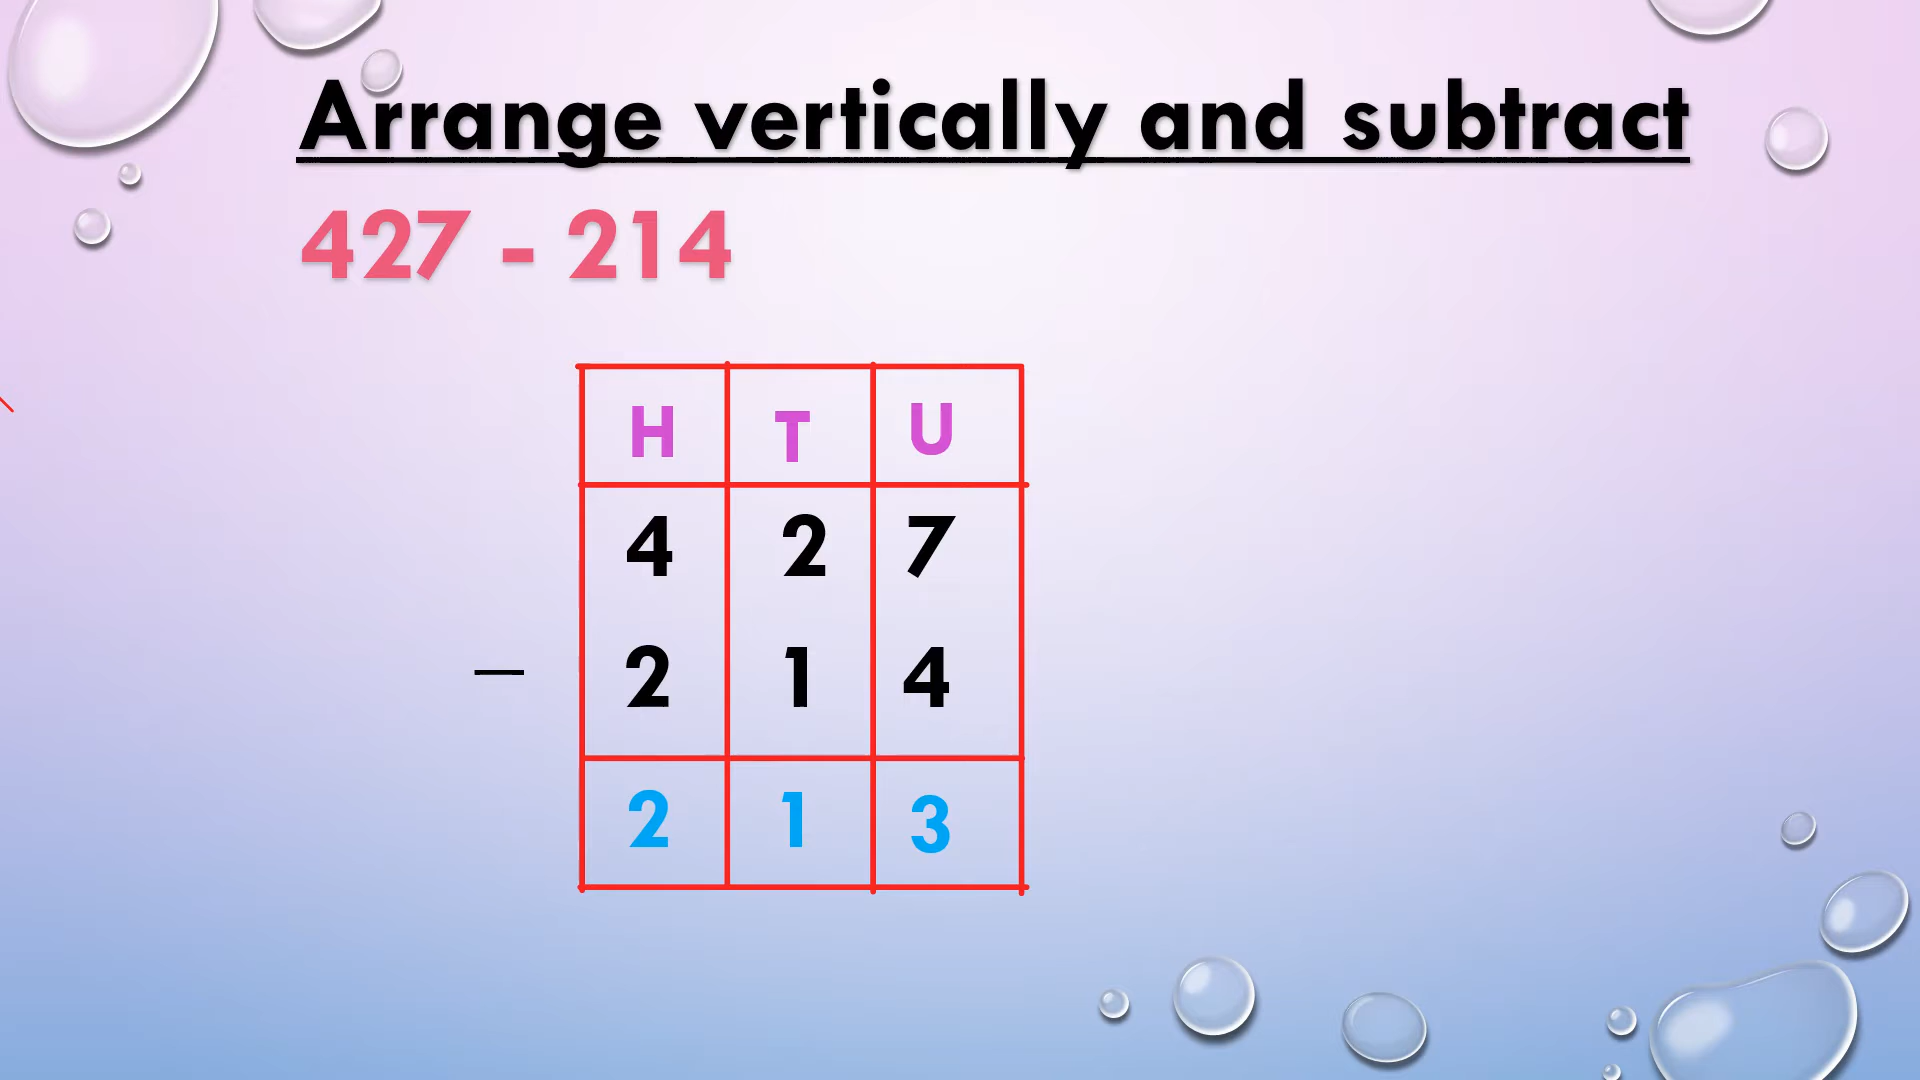 Arrange vertically and subtract
427 - 214
H T U
4 2 7
– 2 1 4
2 1 3